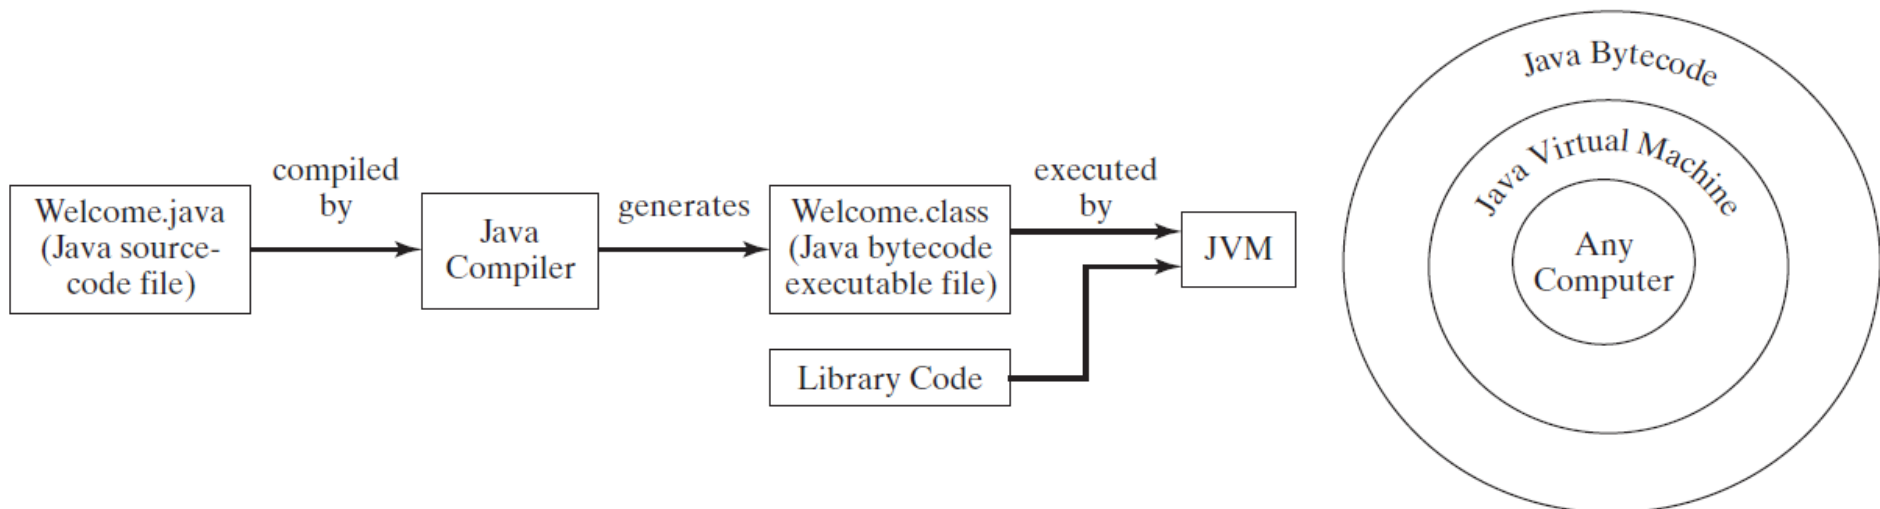 Welcome.java
(Java source-
code file)
compiled
by
Java
Compiler
generates
Welcome.class
(Java bytecode
executable file)
executed
by
JVM
Library Code
Java Bytecode
Java Virtual Machine
Any
Computer